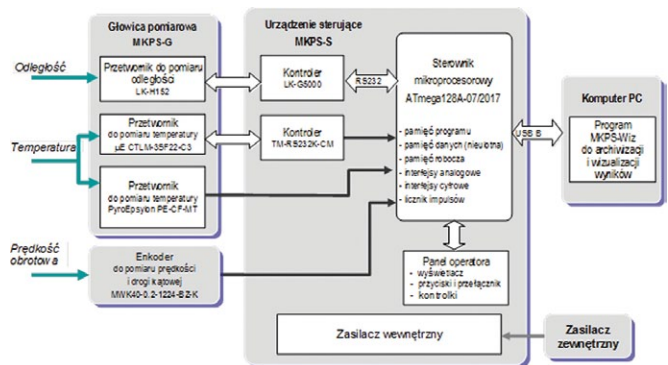 Głowica pomiarowa
MKPS-G
Odległość
Przetwornik do pomiaru
odległości
LK-H152
Temperatura
Przetwornik
do pomiaru temperatury
µE CTLM-35F22-C3
Przetwornik
do pomiaru temperatury
PyroEpsylon PE-CF-MT
Prędkość
obrotowa
Enkoder
do pomiaru prędkości
i drogi kątowej
MWK40-0.2-1224-BZ-K
Urządzenie sterujące
MKPS-S
Kontroler
LK-G5000
RS232
Kontroler
TM-RS232K-CM
Sterownik
mikroprocesorowy
ATmega128A-07/2017
- pamięć programu
- pamięć danych (nieulotna)
- pamięć robocza
- interfejsy analogowe
- interfejsy cyfrowe
- licznik impulsów
Panel operatora
• wyświetlacz
• przyciski i przełącznik
• kontrolki
Zasilacz wewnętrzny
USB B
Komputer PC
Program
MKPS-Wiz
do archiwizacji
i wizualizacji
wyników
Zasilacz
zewnętrzny